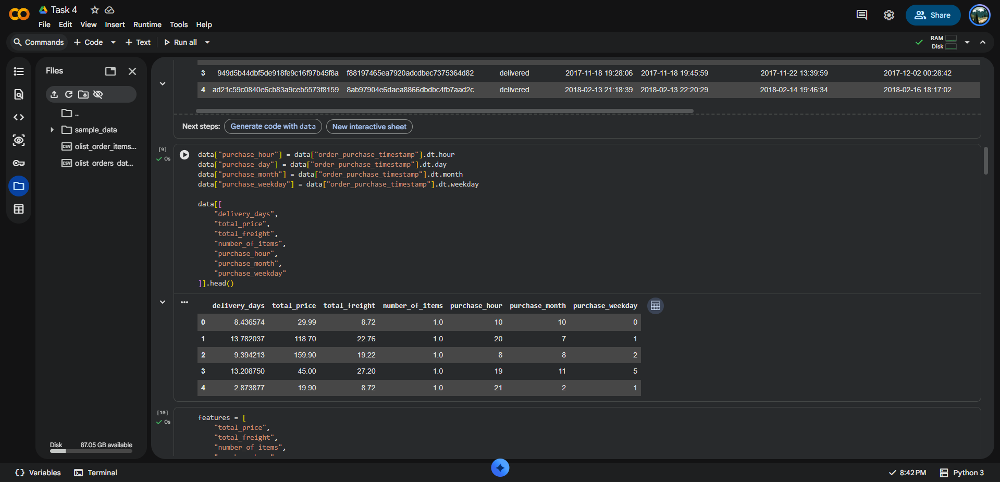 Task 4
File Edit View Insert Runtime Tools Help
Share
Commands + Code + Text Run all
RAM
Disk
Files
..
sample_data
olist_order_items...
olist_orders_dat...
Disk 87.05 GB available
3 949d5b44dbf5de918fe9c16f97b45f8a f88197465ea7920adcdbec7375364d82 delivered 2017-11-18 19:28:06 2017-11-18 19:45:59 2017-11-22 13:39:59 2017-12-02 00:28:42
4 ad21c59c0840e6cb83a9ceb5573f8159 8ab97904e6daea8866dbdbc4fb7aad2c delivered 2018-02-13 21:18:39 2018-02-13 22:20:29 2018-02-14 19:46:34 2018-02-16 18:17:02
Next steps: Generate code with data New interactive sheet
[9]
0s
data["purchase_hour"] = data["order_purchase_timestamp"].dt.hour
data["purchase_day"] = data["order_purchase_timestamp"].dt.day
data["purchase_month"] = data["order_purchase_timestamp"].dt.month
data["purchase_weekday"] = data["order_purchase_timestamp"].dt.weekday
data[[
"delivery_days",
"total_price",
"total_freight",
"number_of_items",
"purchase_hour",
"purchase_month",
"purchase_weekday"
]].head()
delivery_days total_price total_freight number_of_items purchase_hour purchase_month purchase_weekday
0 8.436574 29.99 8.72 1.0 10 10 0
1 13.782037 118.70 22.76 1.0 20 7 1
2 9.394213 159.90 19.22 1.0 8 8 2
3 13.208750 45.00 27.20 1.0 19 11 5
4 2.873877 19.90 8.72 1.0 21 2 1
[10]
0s
features = [
"total_price",
"total_freight",
"number_of_items",
Variables Terminal
8:42 PM Python 3